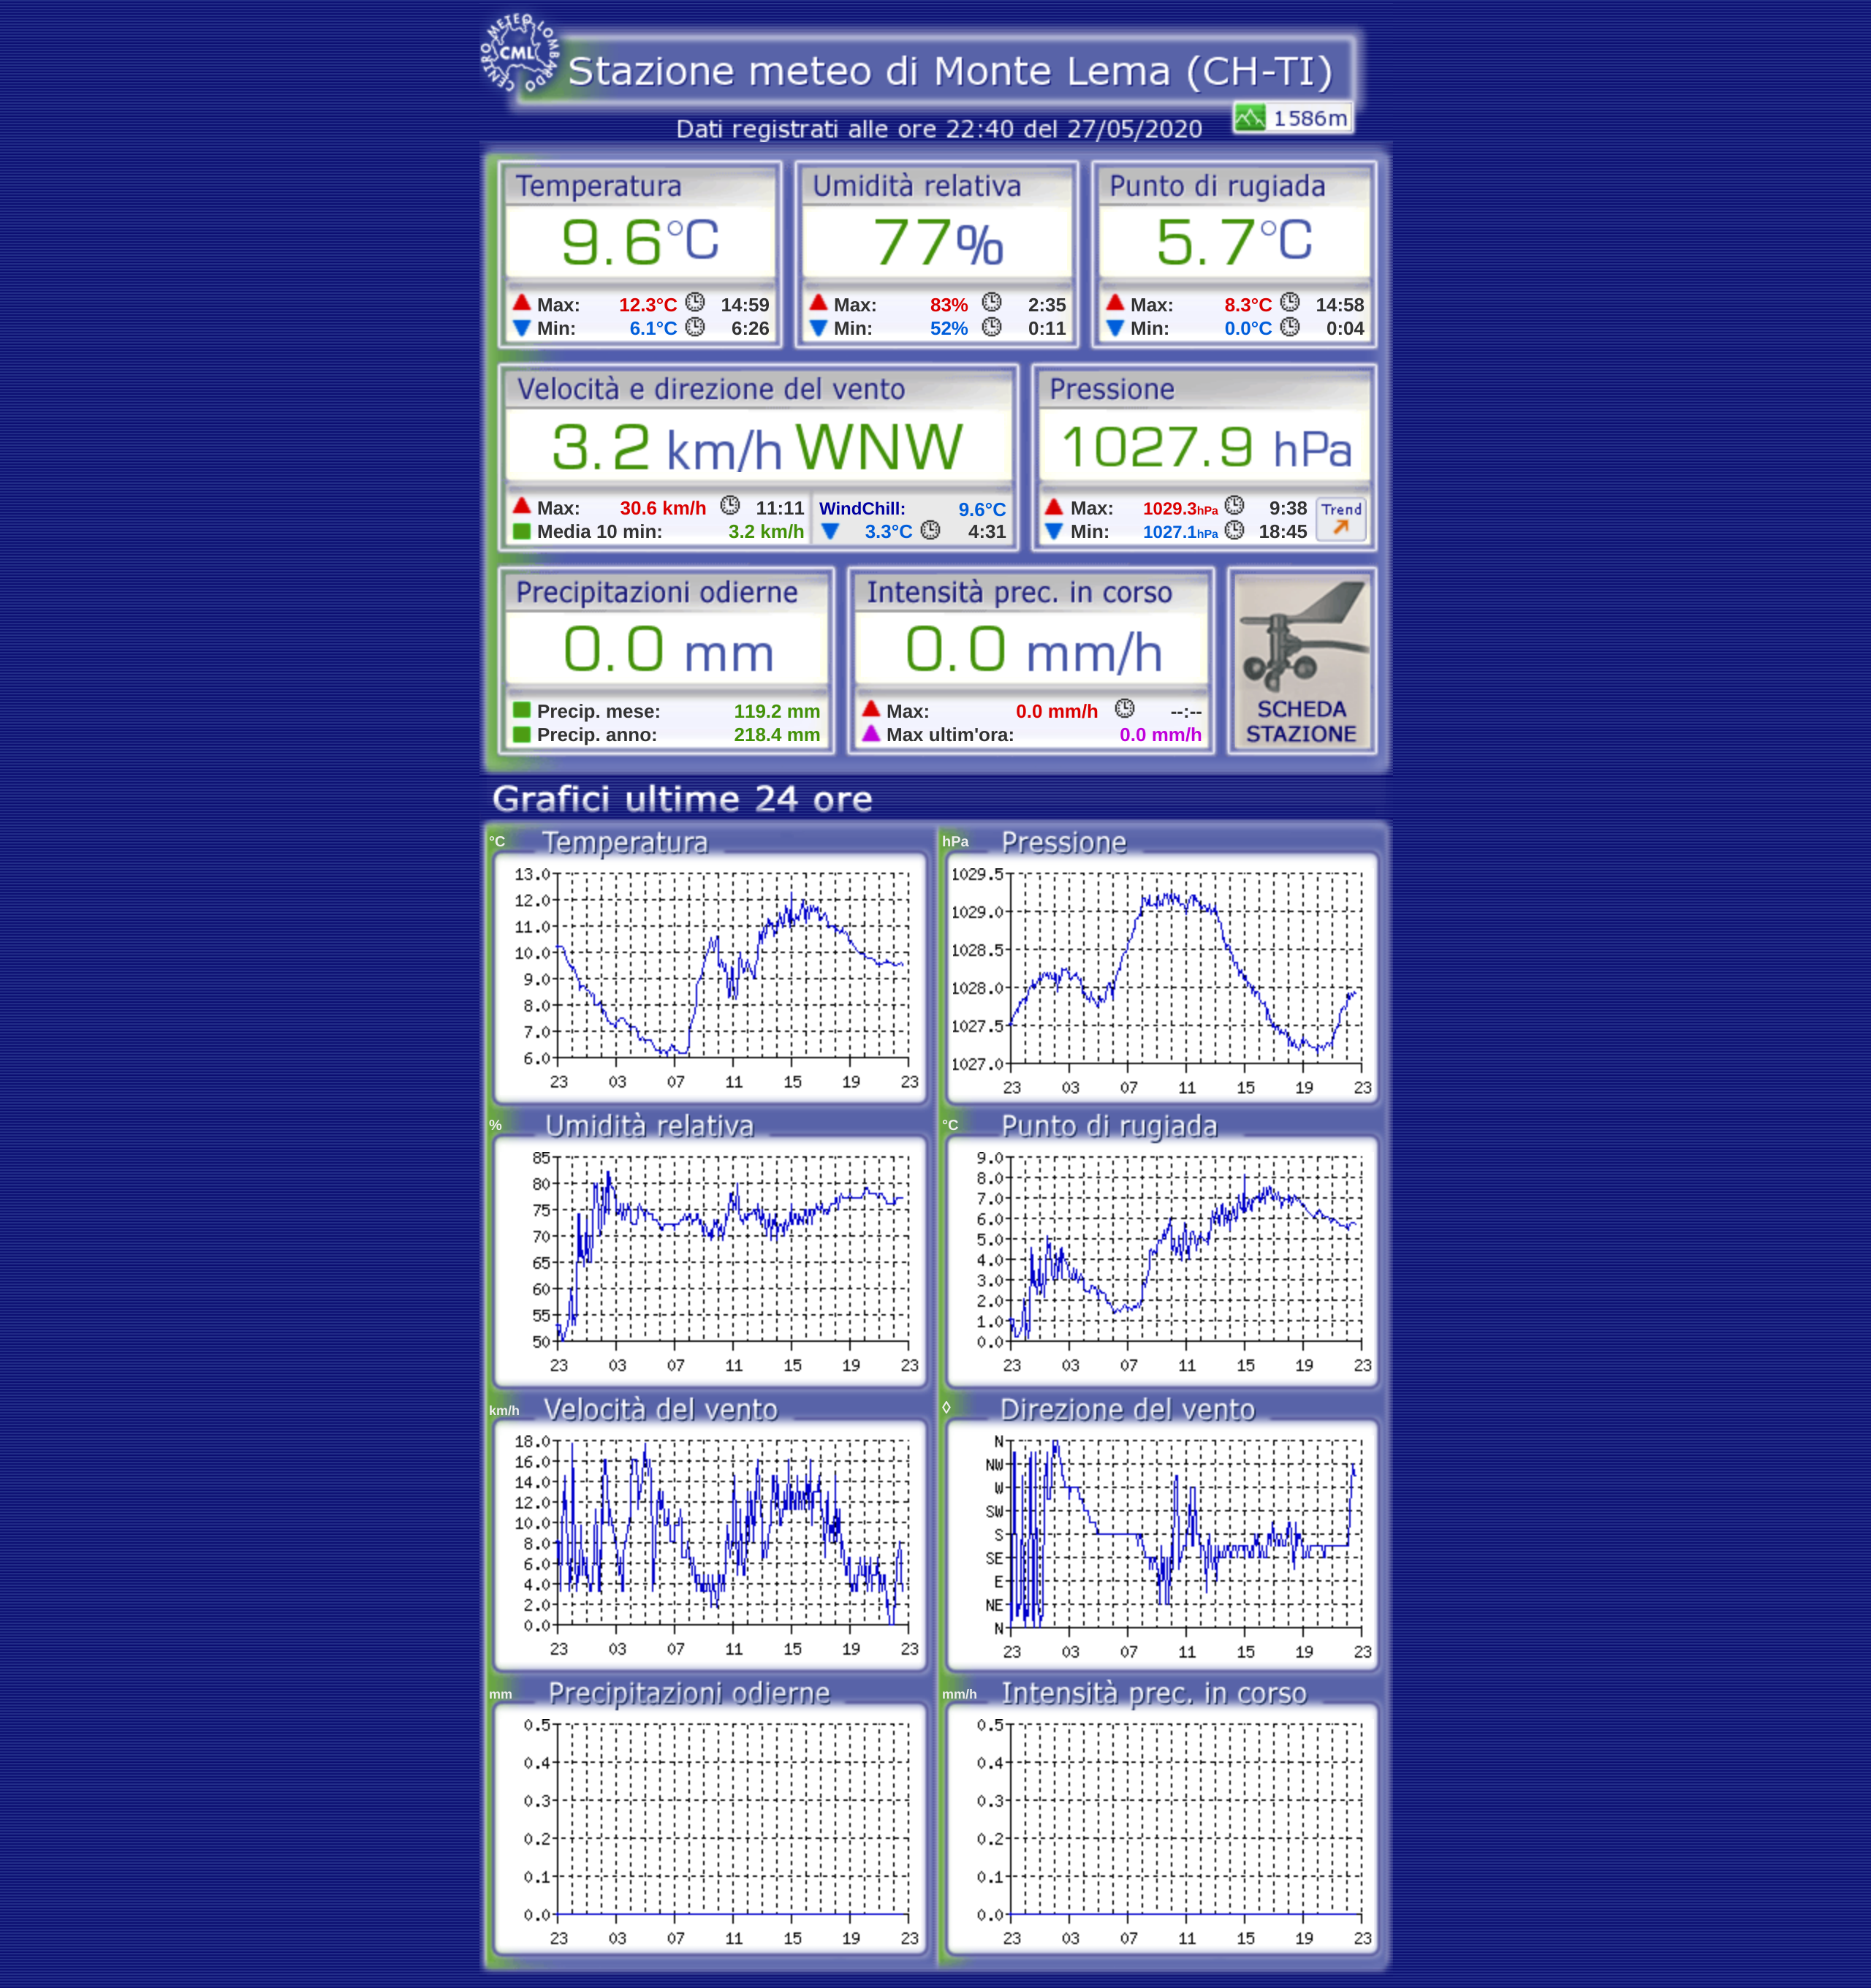 CENTRO METEO LOMBARDO
CML
Stazione meteo di Monte Lema (CH-TI)
1586m
Dati registrati alle ore 22:40 del 27/05/2020
Temperatura
9.6°C
Max: 12.3°C 14:59
Min: 6.1°C 6:26
Umidità relativa
77%
Max: 83% 2:35
Min: 52% 0:11
Punto di rugiada
5.7°C
Max: 8.3°C 14:58
Min: 0.0°C 0:04
Velocità e direzione del vento
3.2 km/h WNW
Max: 30.6 km/h 11:11
Media 10 min: 3.2 km/h
WindChill: 9.6°C
3.3°C 4:31
Pressione
1027.9 hPa
Max: 1029.3hPa 9:38
Min: 1027.1hPa 18:45
Trend
Precipitazioni odierne
0.0 mm
Precip. mese: 119.2 mm
Precip. anno: 218.4 mm
Intensità prec. in corso
0.0 mm/h
Max: 0.0 mm/h --:--
Max ultim'ora: 0.0 mm/h
SCHEDA
STAZIONE
Grafici ultime 24 ore
°C Temperatura
13.0
12.0
11.0
10.0
9.0
8.0
7.0
6.0
23 03 07 11 15 19 23
hPa Pressione
1029.5
1029.0
1028.5
1028.0
1027.5
1027.0
23 03 07 11 15 19 23
% Umidità relativa
85
80
75
70
65
60
55
50
23 03 07 11 15 19 23
°C Punto di rugiada
9.0
8.0
7.0
6.0
5.0
4.0
3.0
2.0
1.0
0.0
23 03 07 11 15 19 23
km/h Velocità del vento
18.0
16.0
14.0
12.0
10.0
8.0
6.0
4.0
2.0
0.0
23 03 07 11 15 19 23
◊ Direzione del vento
N
NW
W
SW
S
SE
E
NE
N
23 03 07 11 15 19 23
mm Precipitazioni odierne
0.5
0.4
0.3
0.2
0.1
0.0
23 03 07 11 15 19 23
mm/h Intensità prec. in corso
0.5
0.4
0.3
0.2
0.1
0.0
23 03 07 11 15 19 23